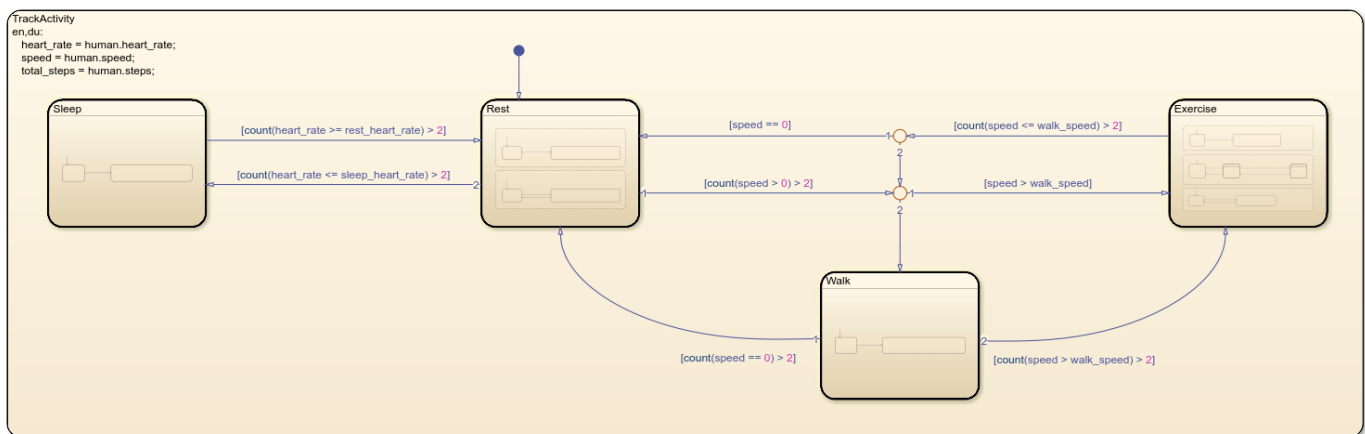 TrackActivity
en,du:
heart_rate = human.heart_rate;
speed = human.speed;
total_steps = human.steps;
Sleep
Rest
Exercise
[count(heart_rate >= rest_heart_rate) > 2]
[speed == 0]
1
[count(speed <= walk_speed) > 2]
2
[count(heart_rate <= sleep_heart_rate) > 2]
2
1
[count(speed > 0) > 2]
1
[speed > walk_speed]
2
Walk
1
2
[count(speed == 0) > 2]
[count(speed > walk_speed) > 2]